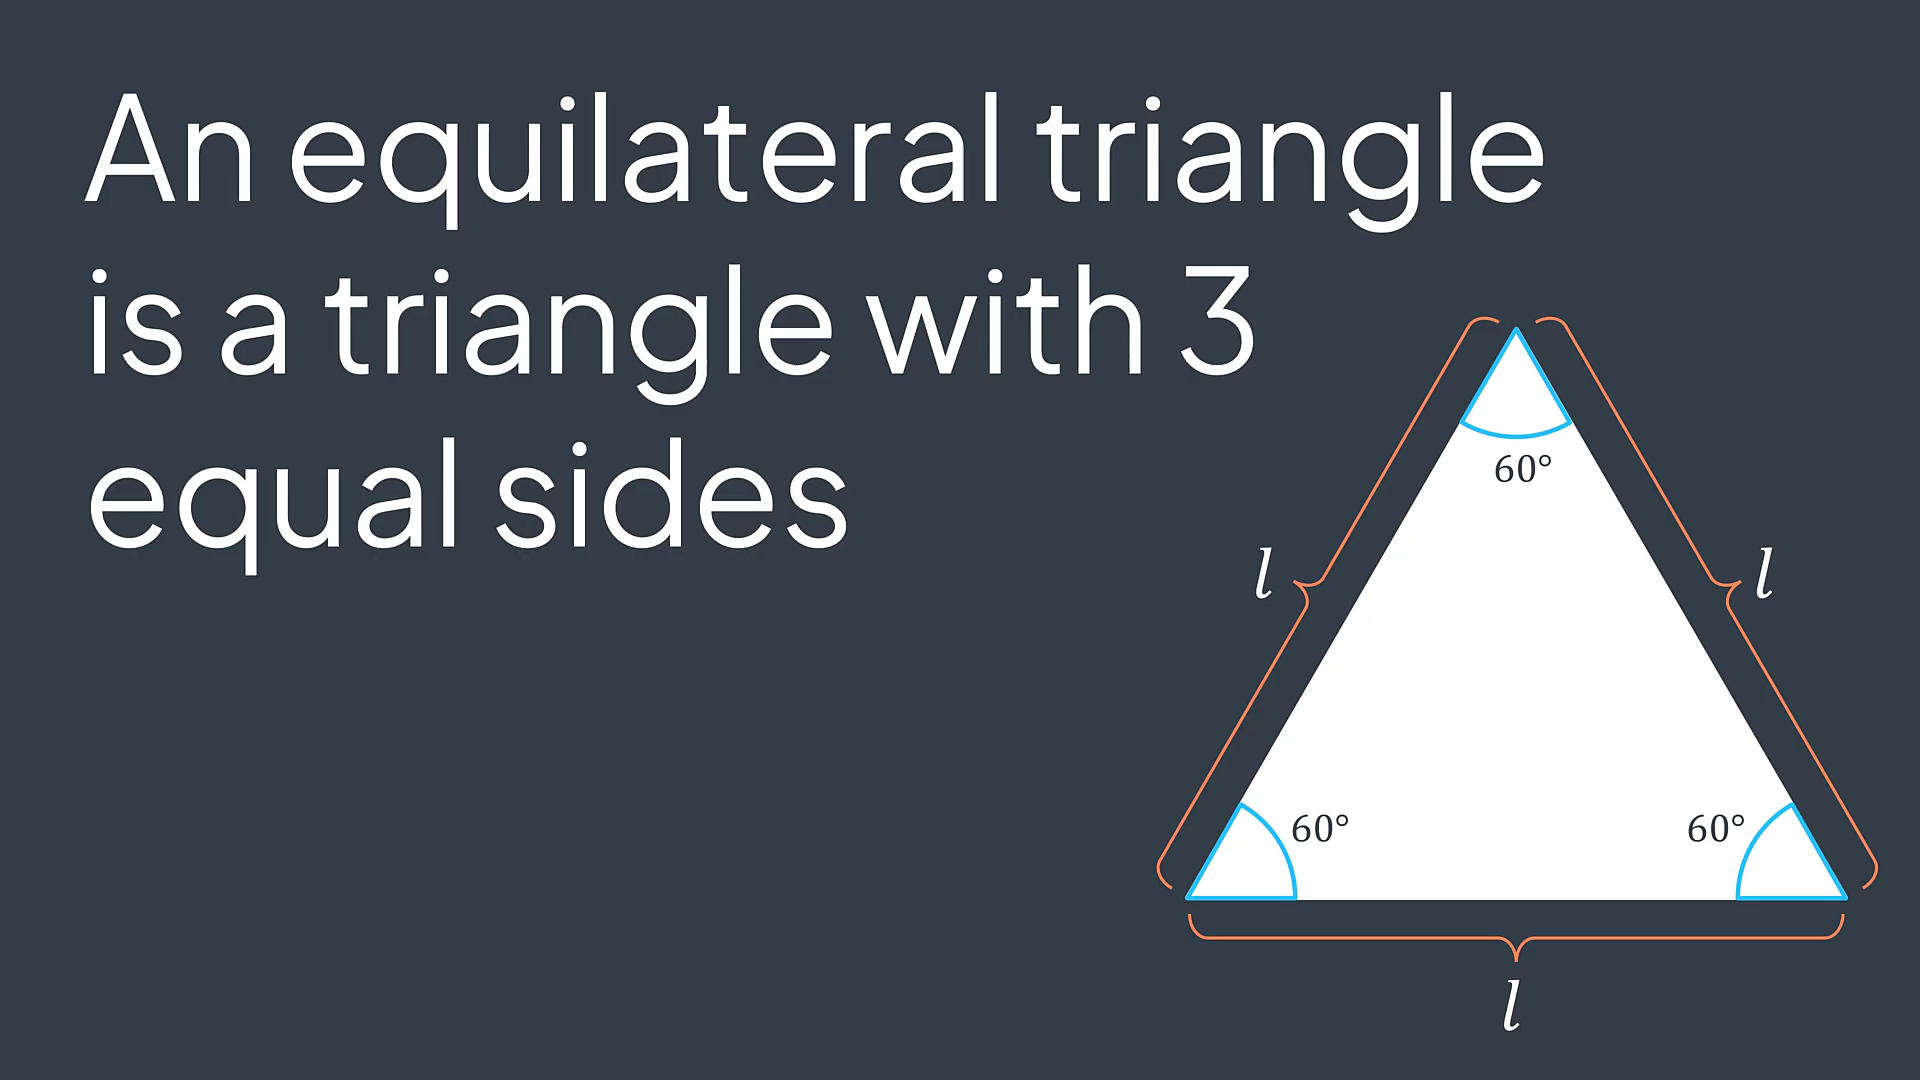 An equilateral triangle
is a triangle with 3
equal sides
60°
l
l
60°
60°
l